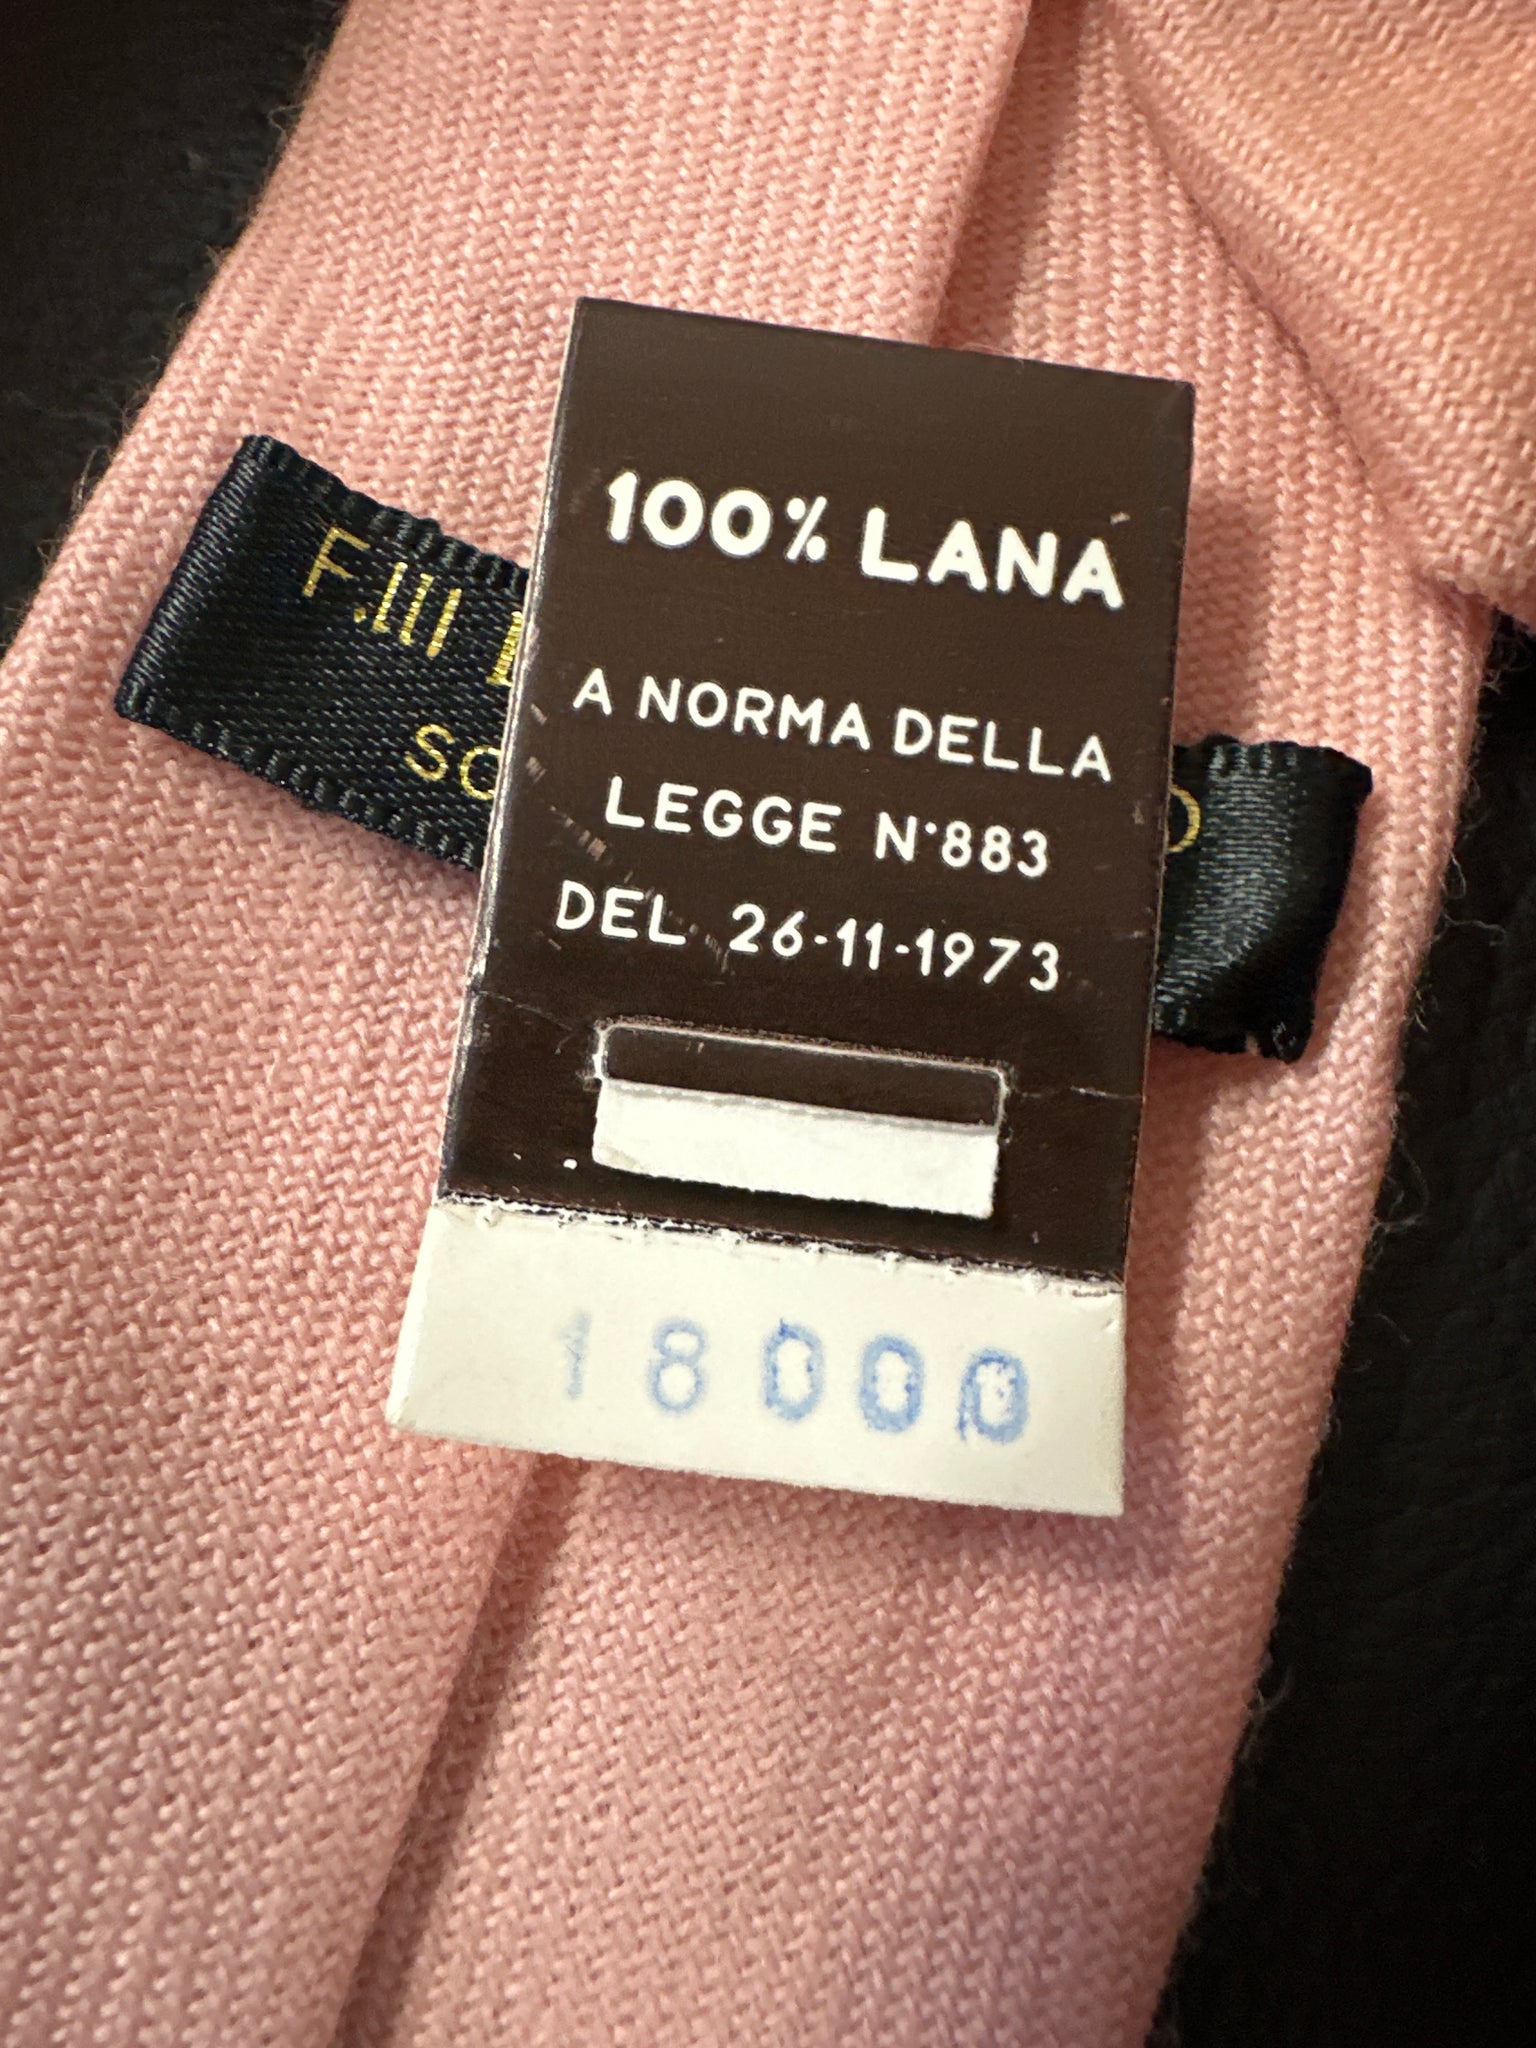 100% LANA
A NORMA DELLA
LEGGE N°883
DEL 26-11-1973
18000
F.lli